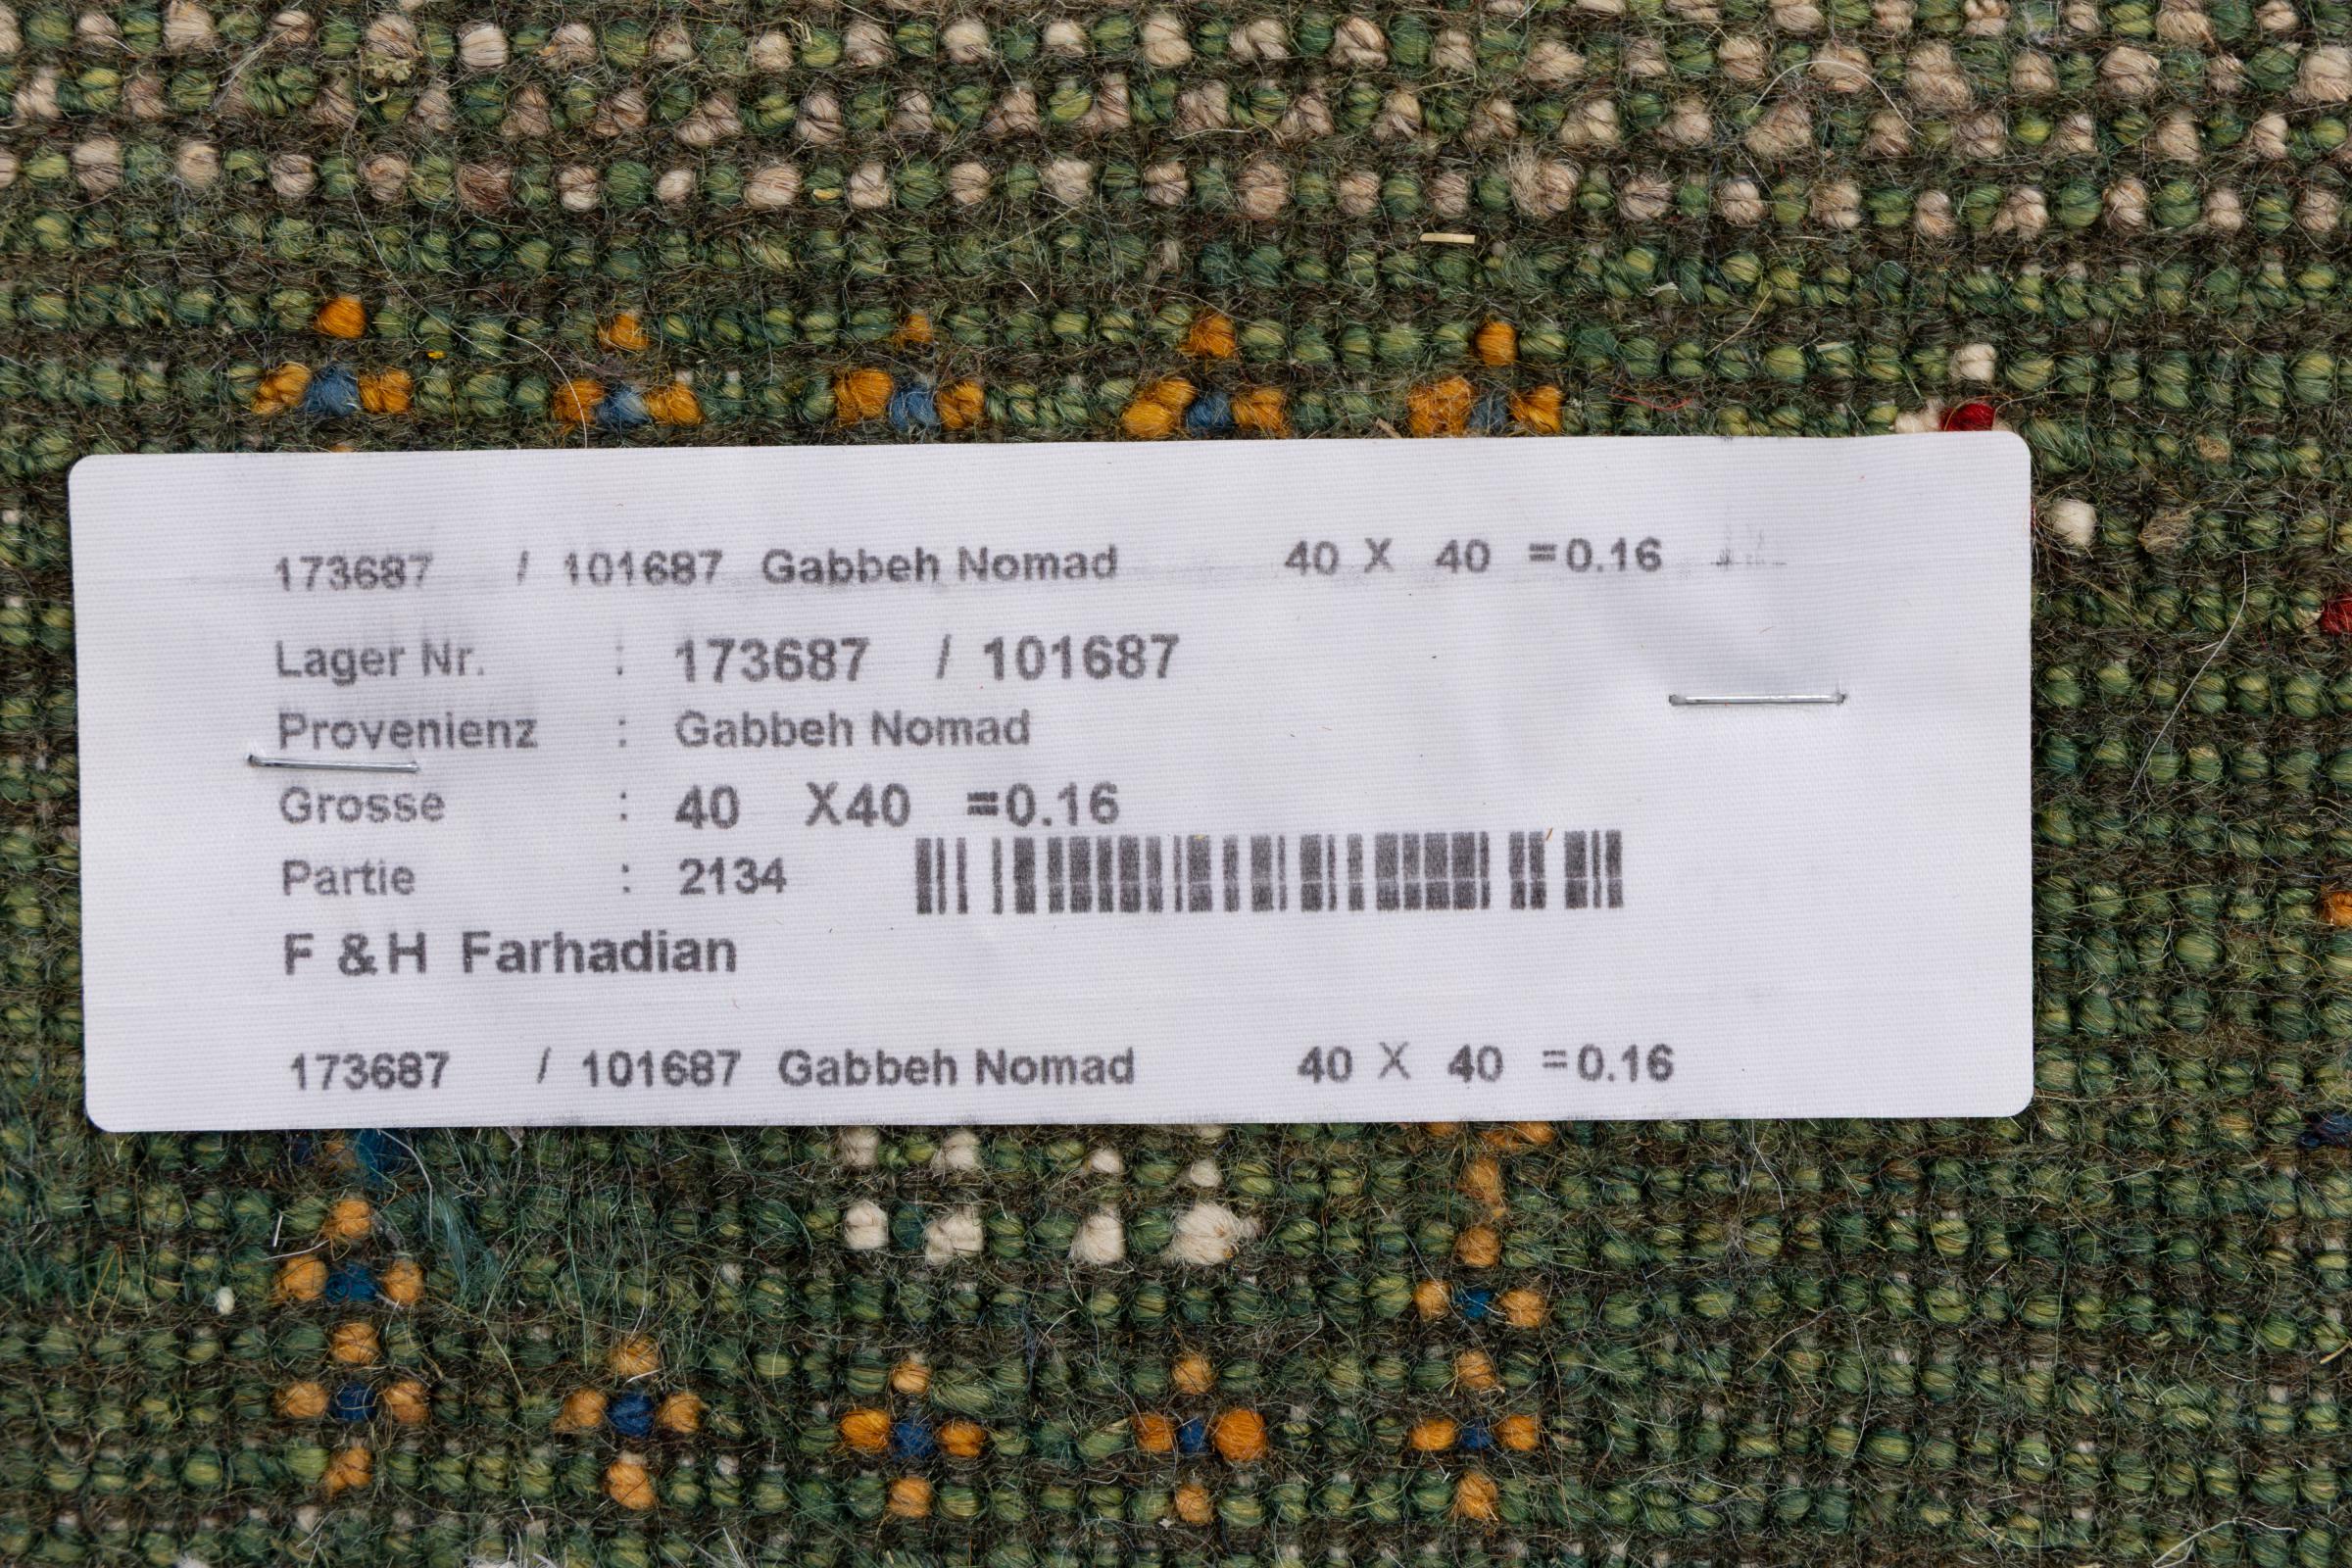 173687 / 101687 Gabbeh Nomad 40 X 40 =0.16
Lager Nr. : 173687 / 101687
Provenienz : Gabbeh Nomad
Grosse : 40 X40 =0.16
Partie : 2134
F & H Farhadian
173687 / 101687 Gabbeh Nomad 40 X 40 =0.16